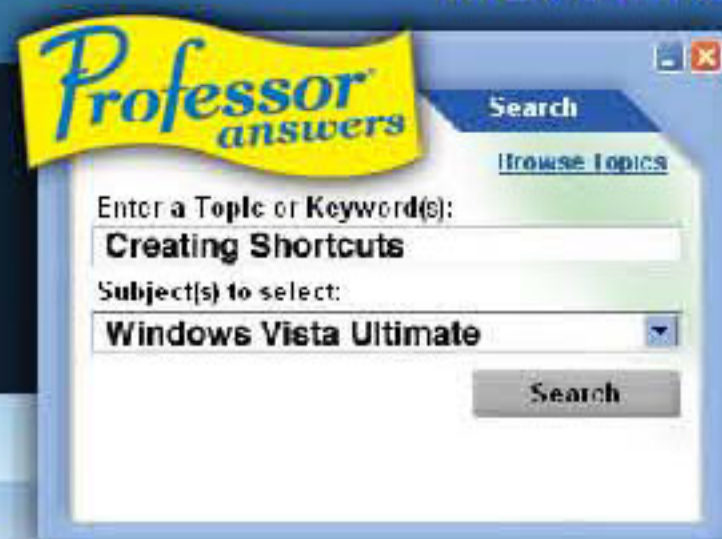 Professor
answers
Search
Browse Topics
Enter a Topic or Keyword(s):
Creating Shortcuts
Subject(s) to select:
Windows Vista Ultimate
Search